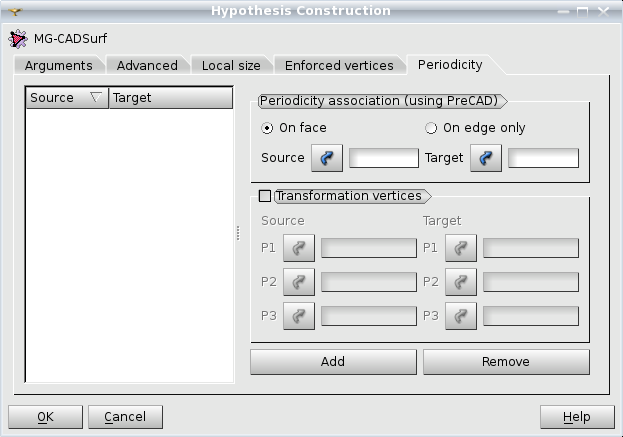 Hypothesis Construction
MG-CADSurf
Arguments Advanced Local size Enforced vertices Periodicity
Source Target
Periodicity association (using PreCAD)
On face On edge only
Source Target
Transformation vertices
Source Target
P1 P1
P2 P2
P3 P3
Add Remove
OK Cancel Help